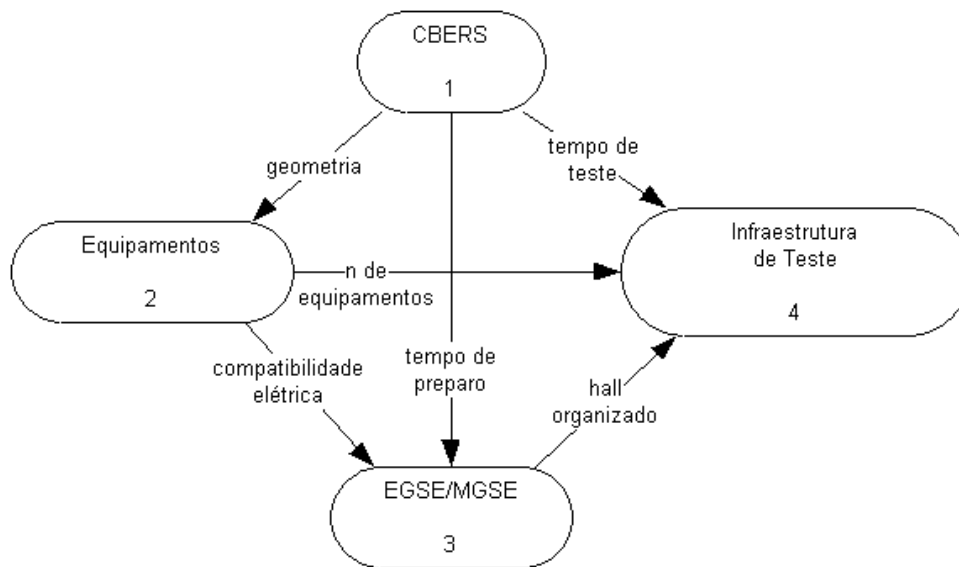 CBERS
1
geometria
tempo de
teste
Equipamentos
2
Infraestrutura
de Teste
4
n de
equipamentos
compatibilidade
elétrica
tempo de
preparo
hall
organizado
EGSE/MGSE
3